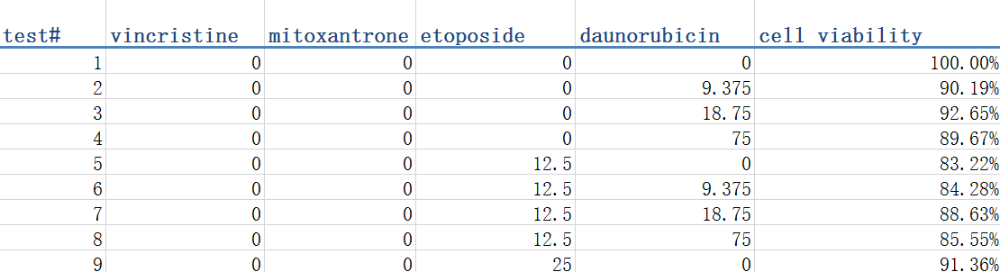 test# vincristine mitoxantrone etoposide daunorubicin cell viability
1 0 0 0 0 100.00%
2 0 0 0 9.375 90.19%
3 0 0 0 18.75 92.65%
4 0 0 0 75 89.67%
5 0 0 12.5 0 83.22%
6 0 0 12.5 9.375 84.28%
7 0 0 12.5 18.75 88.63%
8 0 0 12.5 75 85.55%
9 0 0 25 0 91.36%